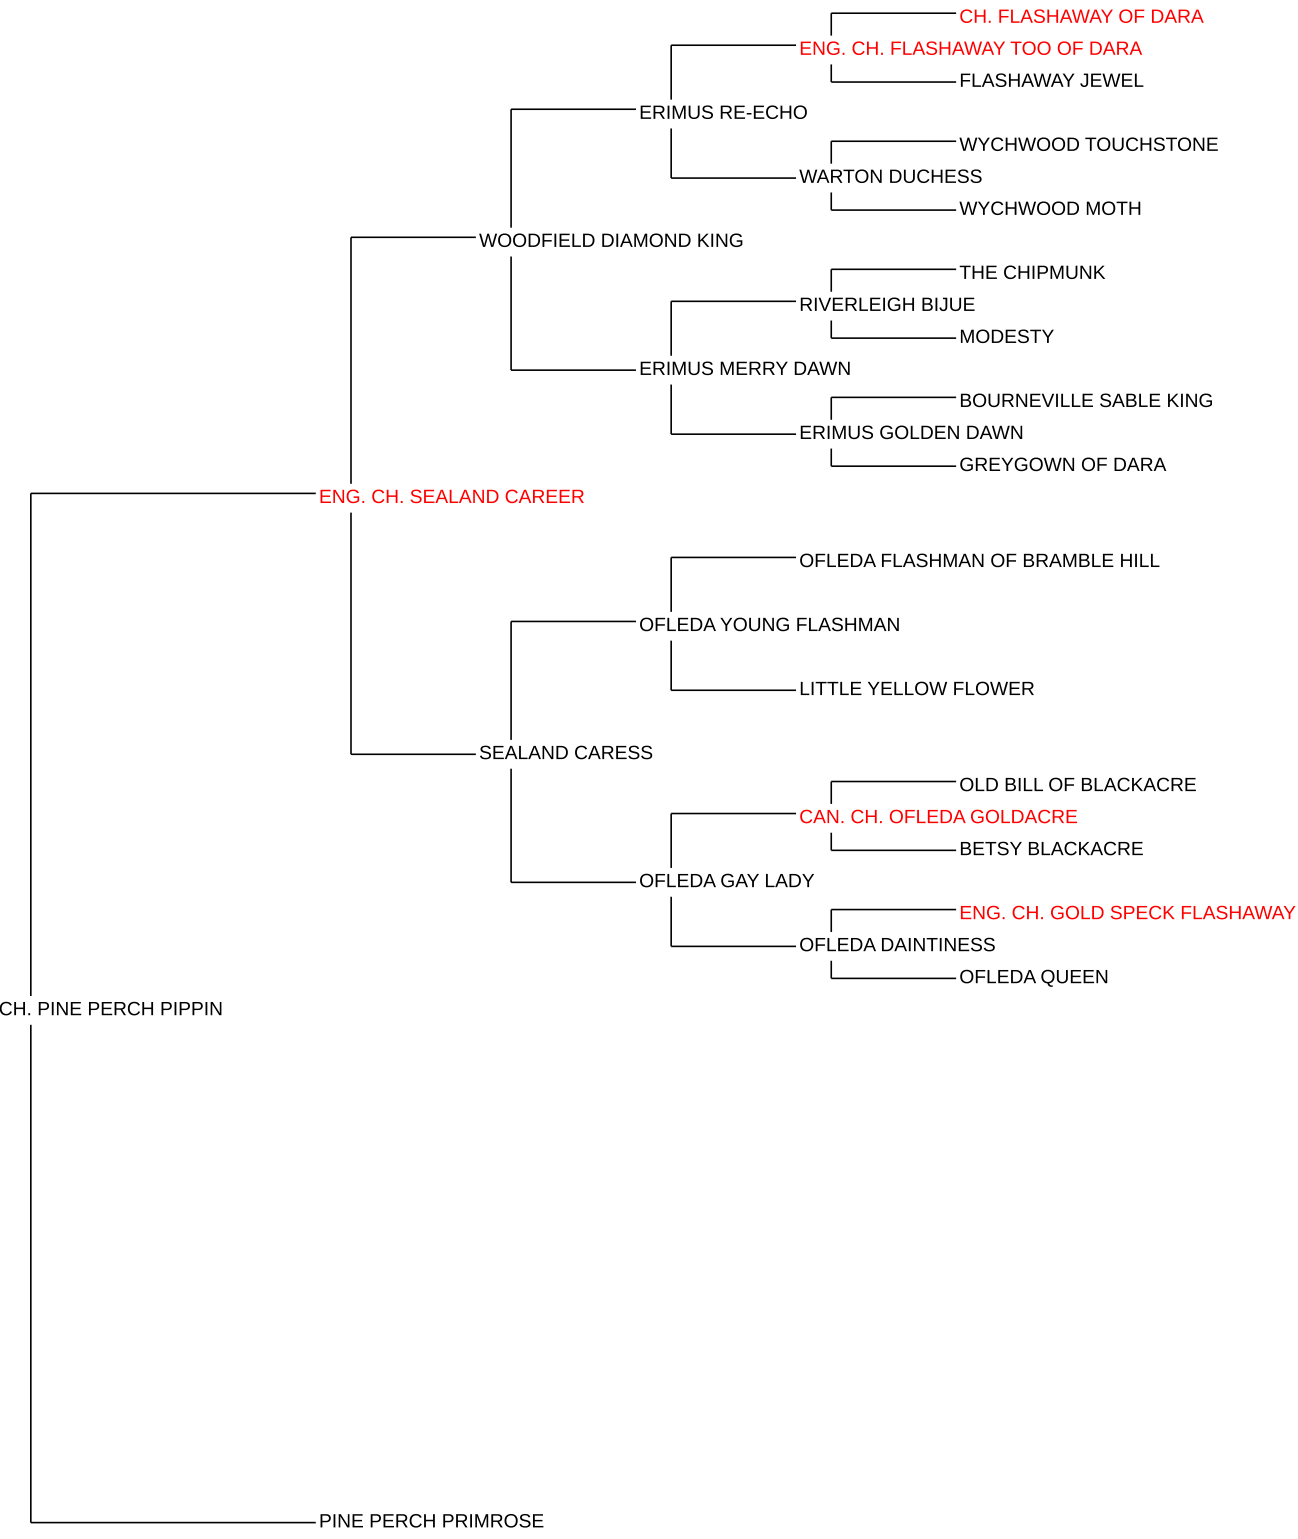 CH. FLASHAWAY OF DARA
ENG. CH. FLASHAWAY TOO OF DARA
FLASHAWAY JEWEL
ERIMUS RE-ECHO
WYCHWOOD TOUCHSTONE
WARTON DUCHESS
WYCHWOOD MOTH
WOODFIELD DIAMOND KING
THE CHIPMUNK
RIVERLEIGH BIJUE
MODESTY
ERIMUS MERRY DAWN
BOURNEVILLE SABLE KING
ERIMUS GOLDEN DAWN
GREYGOWN OF DARA
ENG. CH. SEALAND CAREER
OFLEDA FLASHMAN OF BRAMBLE HILL
OFLEDA YOUNG FLASHMAN
LITTLE YELLOW FLOWER
SEALAND CARESS
OLD BILL OF BLACKACRE
CAN. CH. OFLEDA GOLDACRE
BETSY BLACKACRE
OFLEDA GAY LADY
ENG. CH. GOLD SPECK FLASHAWAY
OFLEDA DAINTINESS
OFLEDA QUEEN
CH. PINE PERCH PIPPIN
PINE PERCH PRIMROSE